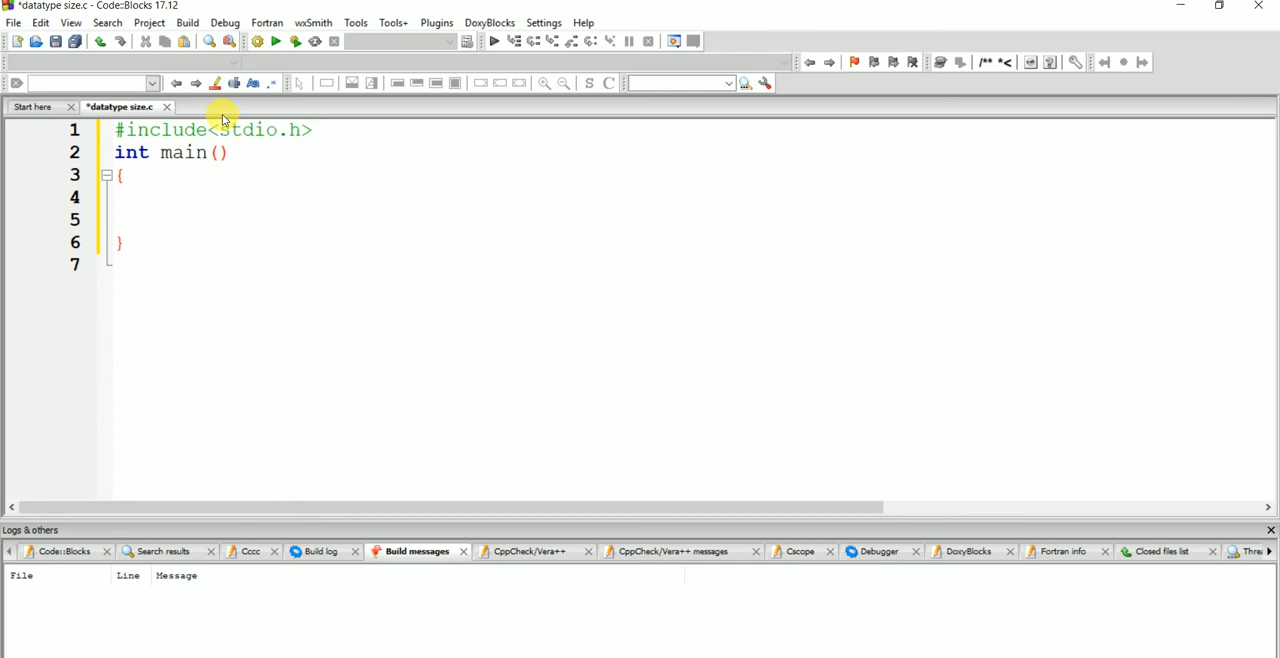 *datatype size.c - Code::Blocks 17.12
File Edit View Search Project Build Debug Fortran wxSmith Tools Tools+ Plugins DoxyBlocks Settings Help
/** *<
S C
Start here *datatype size.c
1 #include<stdio.h>
2 int main()
3 {
4
5
6 }
7
Logs & others
Code::Blocks Search results Cccc Build log Build messages CppCheck/Vera++ CppCheck/Vera++ messages Cscope Debugger DoxyBlocks Fortran info Closed files list
File Line Message